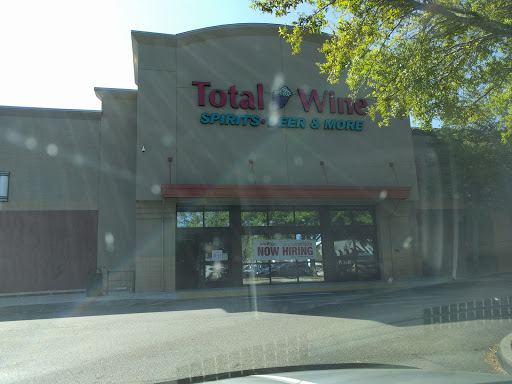 Total Wine
SPIRITS • BEER & MORE
NOW HIRING